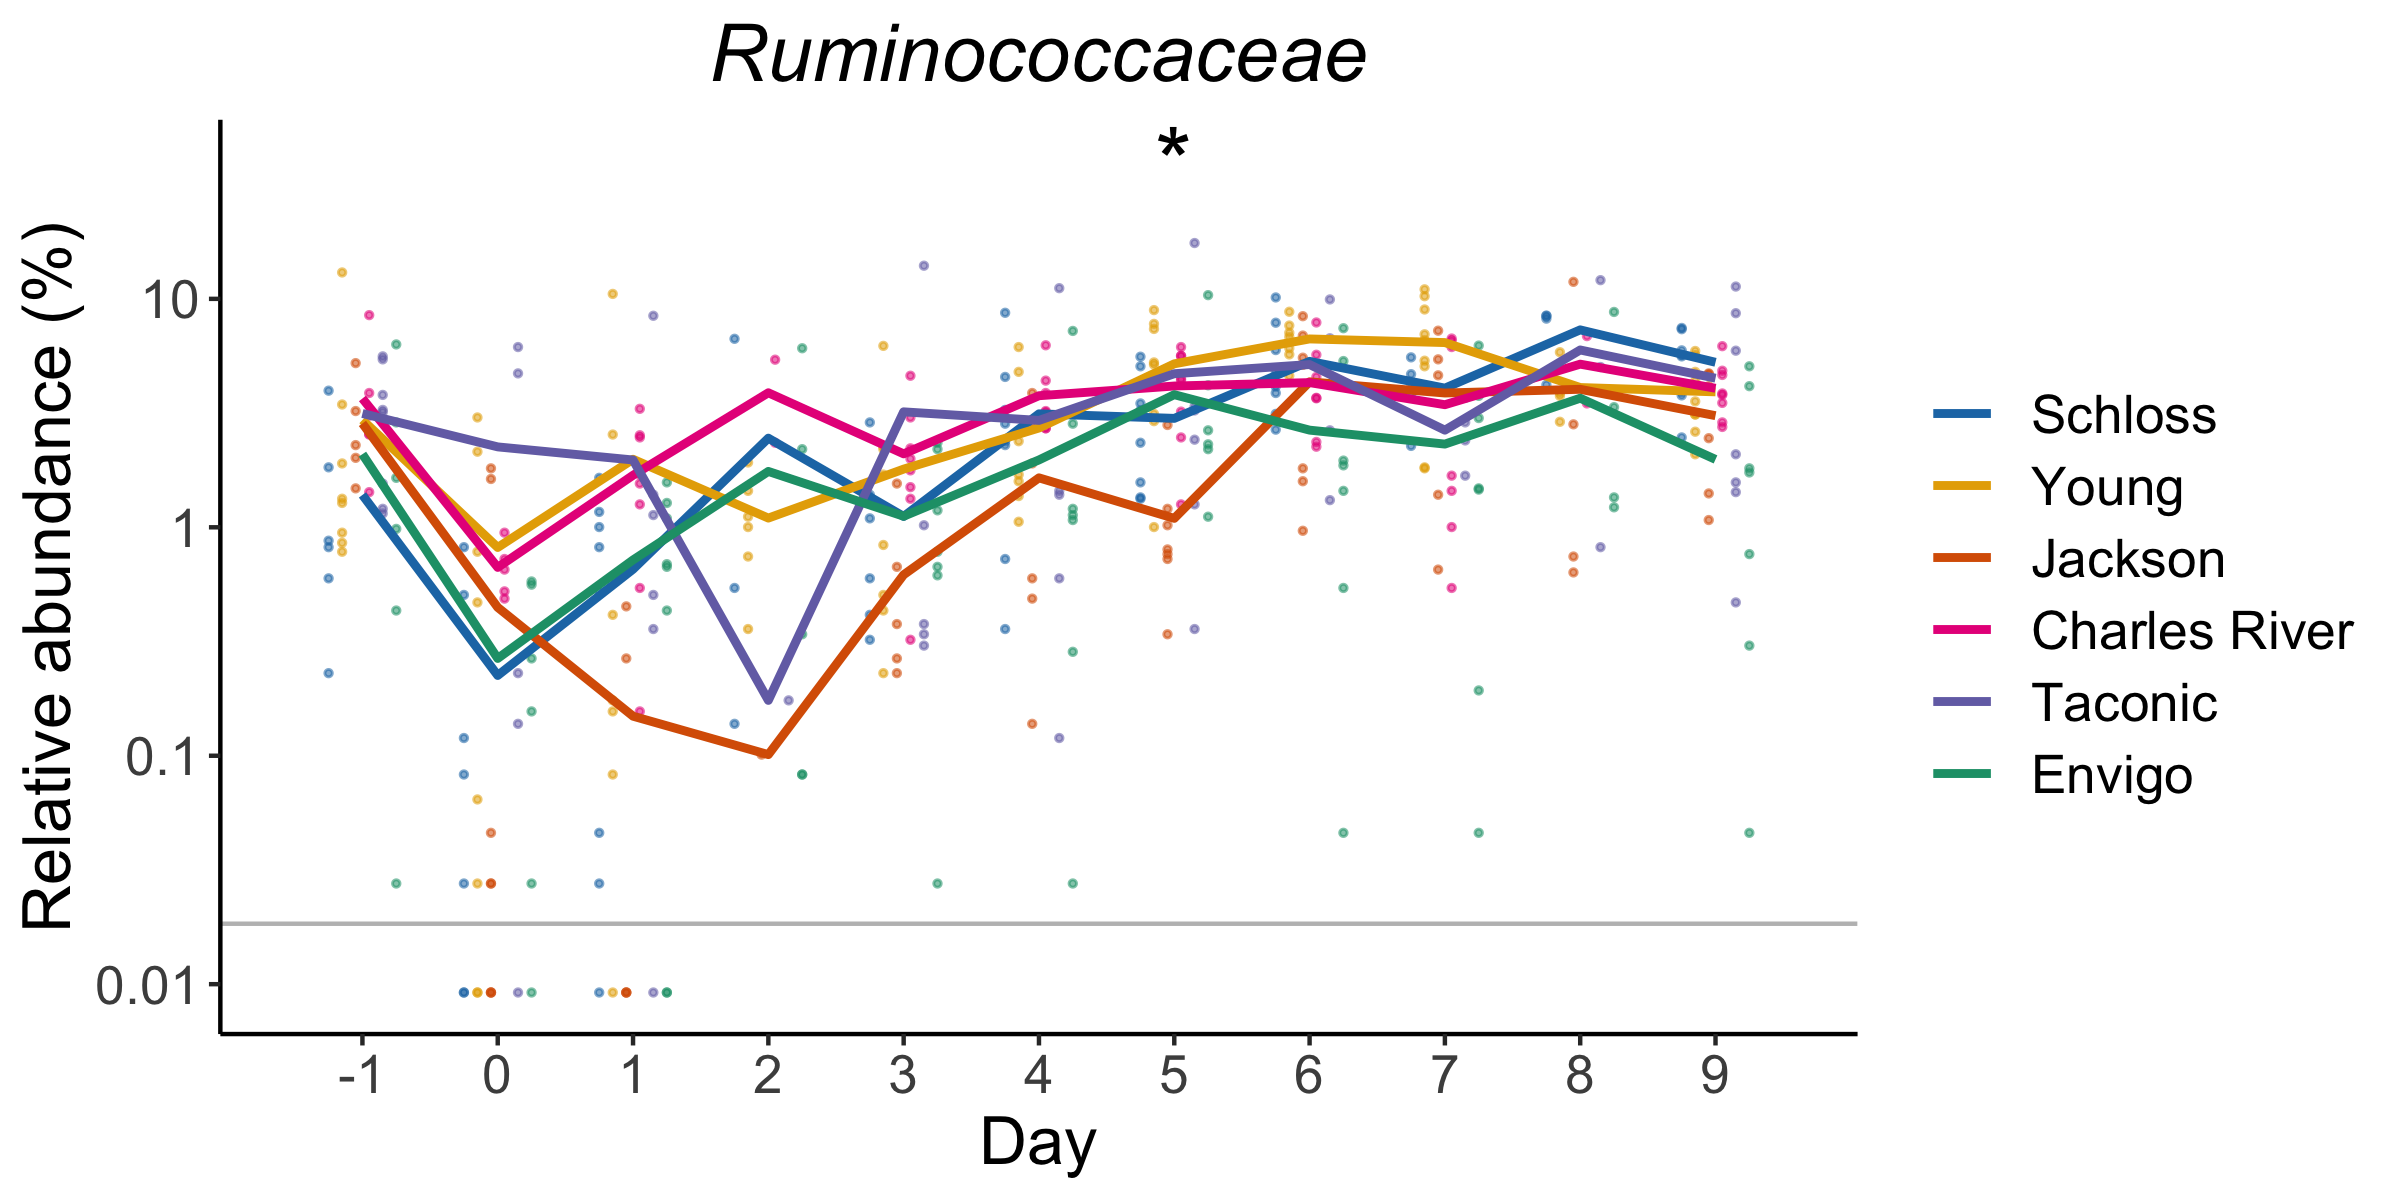 Ruminococcaceae
*
Relative abundance (%)
10
1
0.1
0.01
-1 0 1 2 3 4 5 6 7 8 9
Day
Schloss
Young
Jackson
Charles River
Taconic
Envigo